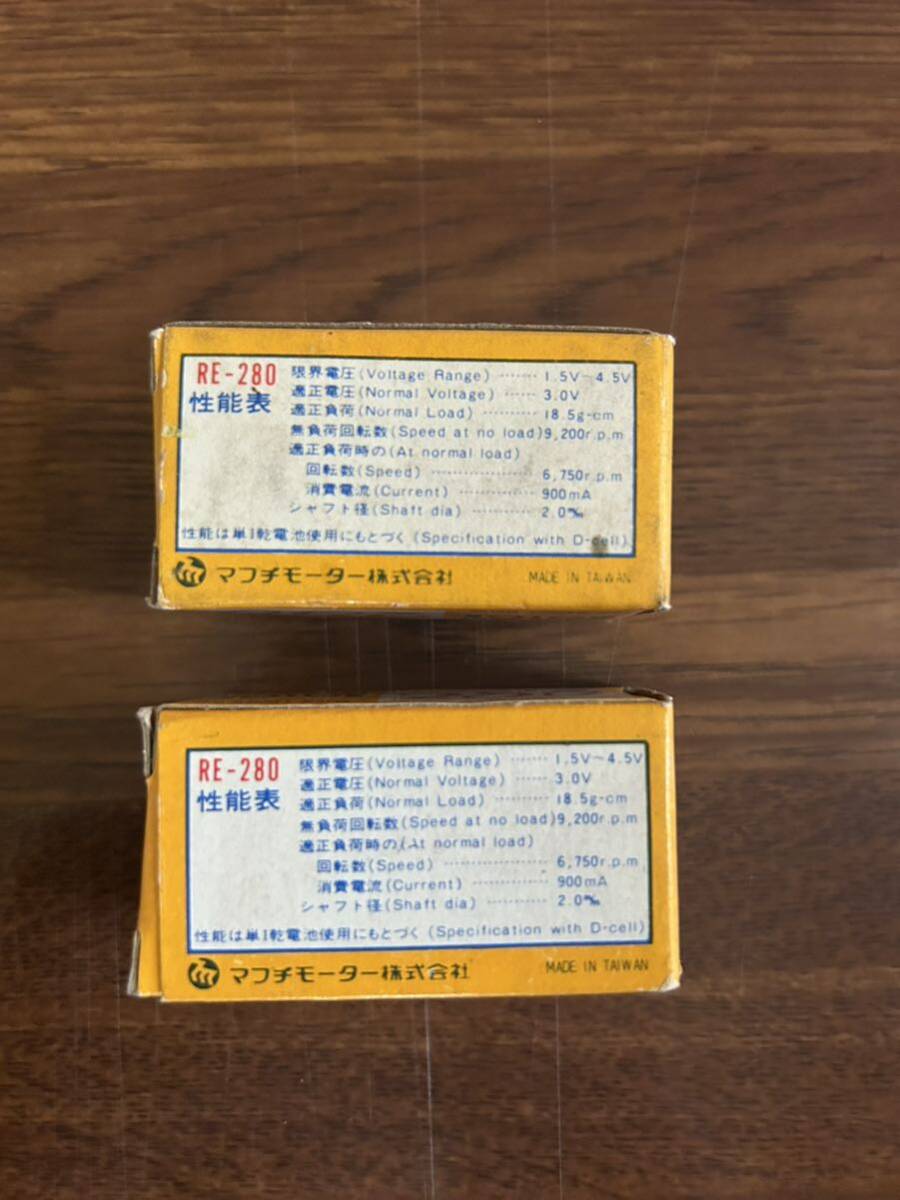 RE-280
性能表
限界電圧(Voltage Range) ······· 1.5V~4.5V
適正電圧(Normal Voltage) ······ 3.0V
適正負荷(Normal Load) ·········· 18.5g-cm
無負荷回転数(Speed at no load)9,200r.p.m
適正負荷時の(At normal load)
回転数(Speed) ·················· 6,750r.p.m
消費電流(Current) ·············· 900mA
シャフト径(Shaft dia) ··········· 2.0㎜
性能は単1乾電池使用にもとづく (Specification with D-cell)
マブチモーター株式会社 MADE IN TAIWAN
RE-280
性能表
限界電圧(Voltage Range) ······· 1.5V~4.5V
適正電圧(Normal Voltage) ······ 3.0V
適正負荷(Normal Load) ·········· 18.5g-cm
無負荷回転数(Speed at no load)9,200r.p.m
適正負荷時の(At normal load)
回転数(Speed) ·················· 6,750r.p.m
消費電流(Current) ·············· 900mA
シャフト径(Shaft dia) ··········· 2.0㎜
性能は単1乾電池使用にもとづく (Specification with D-cell)
マブチモーター株式会社 MADE IN TAIWAN